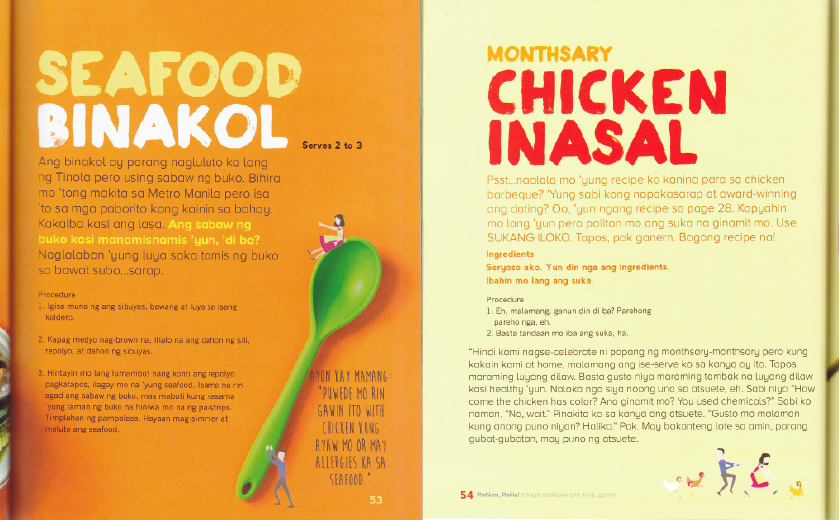 SEAFOOD
BINAKOL
Serves 2 to 3
Ang binakol ay parang nagluluto ka lang
ng Tinola pero using sabaw ng buko. Bihira
mo 'tong makita sa Metro Manila pero isa
'to sa mga paborito kong kainin sa bahay.
Kakaiba kasi ang lasa. Ang sabaw ng
buko kasi manamisnamis 'yun, 'di ba?
Naglalaban 'yung luya saka tamis ng buko
sa bawat subo...sarap.
Procedure
1. Igisa muna ng ang sibuyas, bawang at luya sa isang
kaldero.
2. Kapag medyo nag-brown na, ihalo na ang dahon ng sili,
repolyo, at dahon ng sibuyas.
3. Hintayin mo lang lumambot nang konti ang repolyo
pagkatapos, ilagay mo na 'yung seafood. Isama na rin
agad ang sabaw ng buko, mas mabuti kung kasama
'yung laman ng buko na hiniwa mo na ng pastrips.
Timplahan ng pampalasa. Hayaan mag-simmer at
maluto ang seafood.
AYON KAY MAMANG:
"PUWEDE MO RIN
GAWIN ITO WITH
CHICKEN KUNG
AYAW MO OR MAY
ALLERGIES KA SA
SEAFOOD."
53
MONTHSARY
CHICKEN
INASAL
Psst...naalala mo 'yung recipe ko kanina para sa chicken
barbeque? 'Yung sabi kong napakasarap at award-winning
ang dating? Oo, 'yun ngang recipe sa page 28. Kopyahin
mo lang 'yun pero palitan mo ang suka na ginamit mo. Use
SUKANG ILOKO. Tapos, pak ganern. Bagong recipe na!
Ingredients
Seryoso ako. Yun din nga ang ingredients.
Ibahin mo lang ang suka.
Procedure
1. Eh, malamang, ganun din di ba? Parehong
pareho nga, eh.
2. Basta tandaan mo iba ang suka, ha.
"Hindi kami nagse-celebrate ni papang ng monthsary-monthsary pero kung
kakain kami at home, malamang ang ise-serve ko sa kanya ay ito. Tapos
maraming luyang dilaw. Basta gusto niya maraming tambak na luyang dilaw
kasi healthy 'yun. Naloka nga siya noong una sa atsuete, eh. Sabi niya "How
come the chicken has color? Ano ginamit mo? You used chemicals?" Sabi ko
naman, "No, wait." Pinakita ko sa kanya ang atsuete. "Gusto mo malaman
kung anong puno niyan? Halika." Pak. May bakanteng lote sa amin, parang
gubat-gubatan, may puno ng atsuete.
54